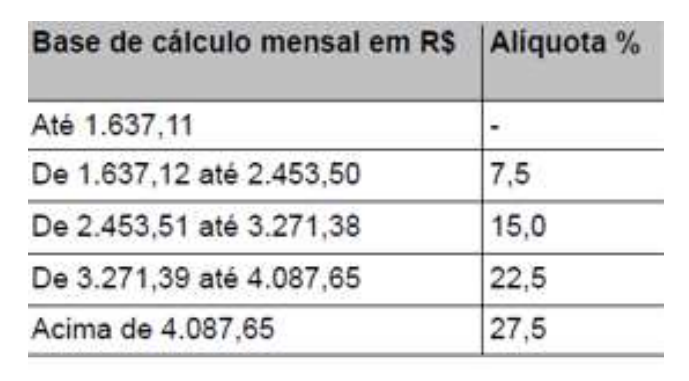 Base de cálculo mensal em R$ Alíquota %
Até 1.637,11 -
De 1.637,12 até 2.453,50 7,5
De 2.453,51 até 3.271,38 15,0
De 3.271,39 até 4.087,65 22,5
Acima de 4.087,65 27,5